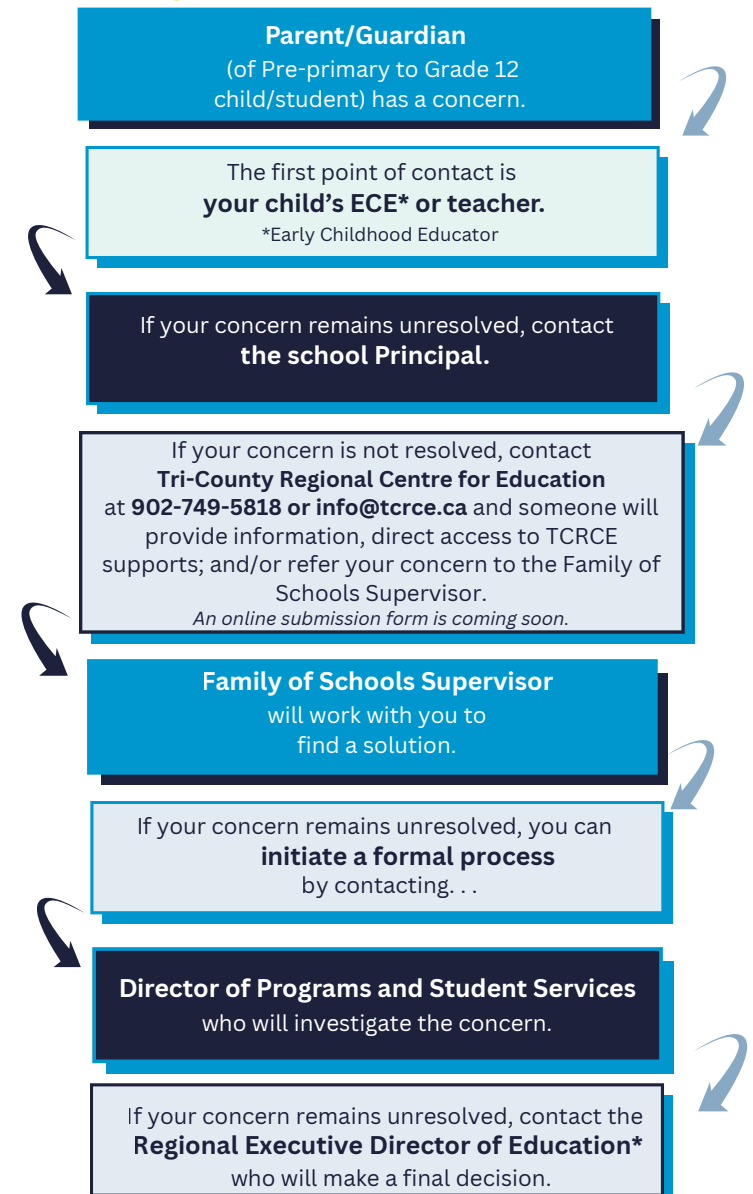 Parent/Guardian
(of Pre-primary to Grade 12
child/student) has a concern.
The first point of contact is
your child's ECE* or teacher.
*Early Childhood Educator
If your concern remains unresolved, contact
the school Principal.
If your concern is not resolved, contact
Tri-County Regional Centre for Education
at 902-749-5818 or info@tcrce.ca and someone will
provide information, direct access to TCRCE
supports; and/or refer your concern to the Family of
Schools Supervisor.
An online submission form is coming soon.
Family of Schools Supervisor
will work with you to
find a solution.
If your concern remains unresolved, you can
initiate a formal process
by contacting. . .
Director of Programs and Student Services
who will investigate the concern.
If your concern remains unresolved, contact the
Regional Executive Director of Education*
who will make a final decision.